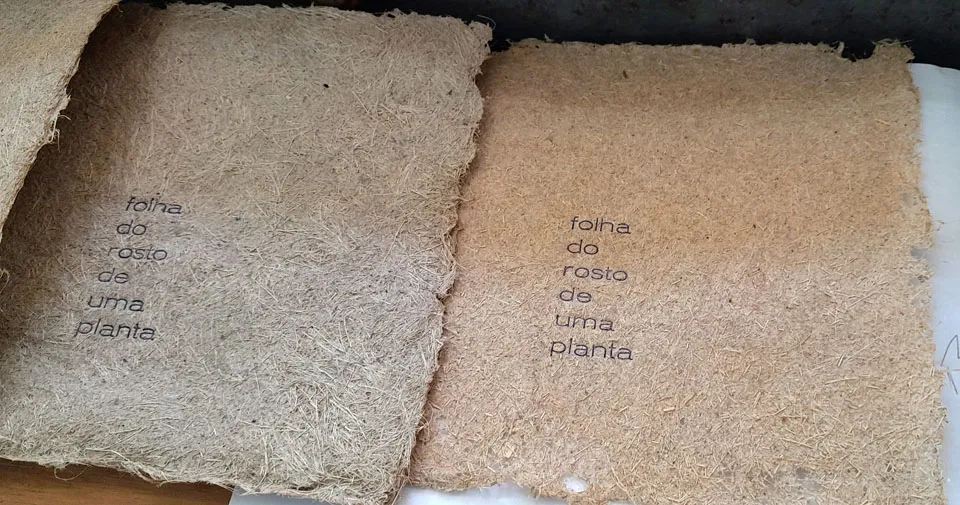 folha
do
rosto
de
uma
planta
folha
do
rosto
de
uma
planta